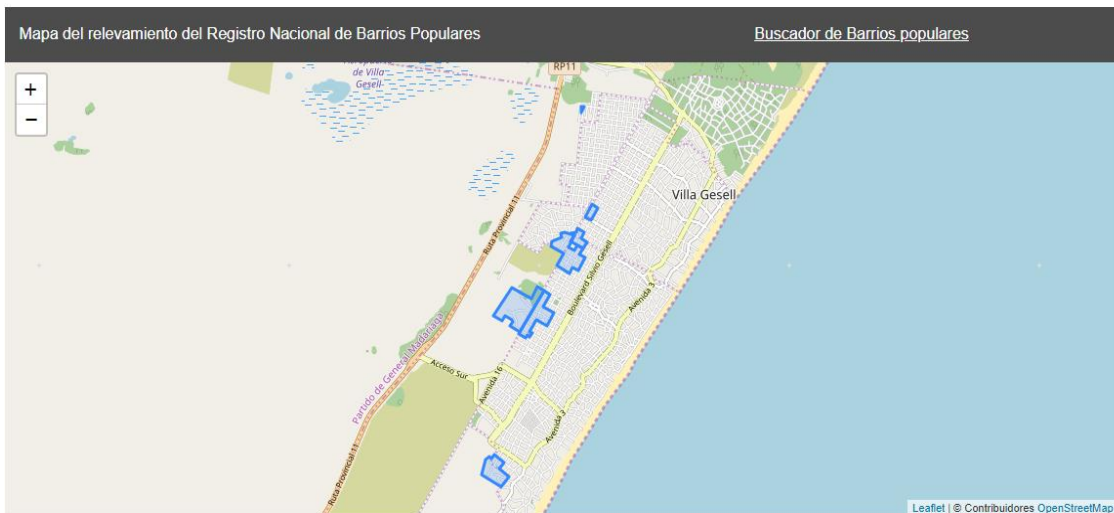 Mapa del relevamiento del Registro Nacional de Barrios Populares
Buscador de Barrios populares
+
−
de Villa
Gesell
RP11
Villa Gesell
Ruta Provincial 11
Boulevard Silvio Gesell
Avenida 3
Partido de General Madariaga
Acceso Sur
Avenida 16
Avenida 3
Ruta Provincial 11
Leaflet | © Contribuidores OpenStreetMap